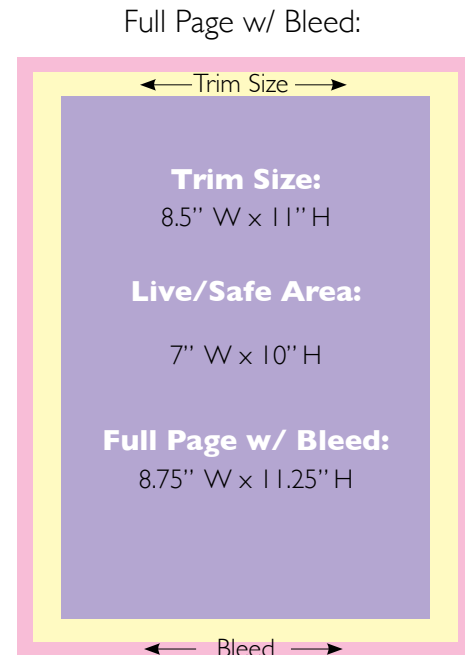 Full Page w/ Bleed:
Trim Size
Trim Size:
8.5” W x 11” H
Live/Safe Area:
7” W x 10” H
Full Page w/ Bleed:
8.75” W x 11.25” H
Bleed